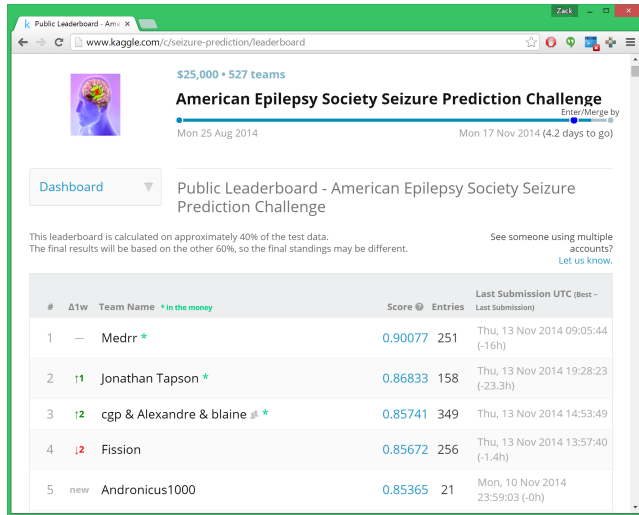 Zack
k Public Leaderboard - Ame ×
www.kaggle.com/c/seizure-prediction/leaderboard
$25,000 • 527 teams
American Epilepsy Society Seizure Prediction Challenge
Enter/Merge by
Mon 25 Aug 2014 Mon 17 Nov 2014 (4.2 days to go)
Dashboard ▼
Public Leaderboard - American Epilepsy Society Seizure
Prediction Challenge
This leaderboard is calculated on approximately 40% of the test data.
The final results will be based on the other 60%, so the final standings may be different.
See someone using multiple
accounts?
Let us know.
# Δ1w Team Name * in the money Score Entries Last Submission UTC (Best – Last Submission)
1 — Medrr * 0.90077 251 Thu, 13 Nov 2014 09:05:44 (-16h)
2 ↑1 Jonathan Tapson * 0.86833 158 Thu, 13 Nov 2014 19:28:23 (-23.3h)
3 ↑2 cgp & Alexandre & blaine * 0.85741 349 Thu, 13 Nov 2014 14:53:49
4 ↓2 Fission 0.85672 256 Thu, 13 Nov 2014 13:57:40 (-1.4h)
5 new Andronicus1000 0.85365 21 Mon, 10 Nov 2014 23:59:03 (-0h)